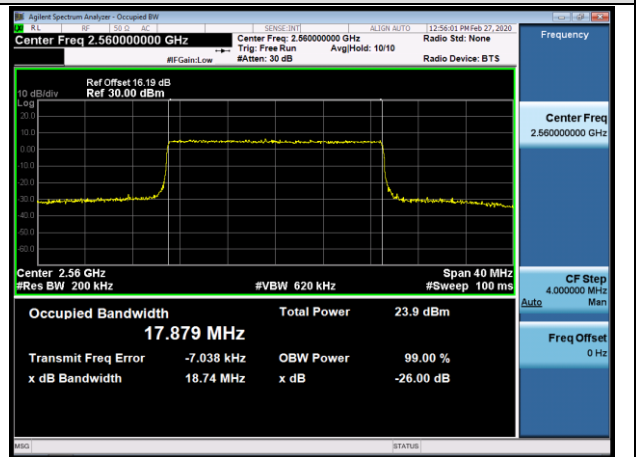 Agilent Spectrum Analyzer - Occupied BW
RL RF 50 Ω AC SENSE:INT ALIGN AUTO 12:56:01 PM Feb 27, 2020
Center Freq 2.560000000 GHz
Center Freq: 2.560000000 GHz
Radio Std: None
Trig: Free Run Avg|Hold: 10/10
#IFGain:Low #Atten: 30 dB Radio Device: BTS
Ref Offset 16.19 dB
10 dB/div Ref 30.00 dBm
Log
20.0
10.0
0.00
-10.0
-20.0
-30.0
-40.0
-50.0
-60.0
Center 2.56 GHz Span 40 MHz
#Res BW 200 kHz #VBW 620 kHz #Sweep 100 ms
Occupied Bandwidth Total Power 23.9 dBm
17.879 MHz
Transmit Freq Error -7.038 kHz OBW Power 99.00 %
x dB Bandwidth 18.74 MHz x dB -26.00 dB
MSG STATUS
Frequency
Center Freq
2.560000000 GHz
CF Step
4.000000 MHz
Auto Man
Freq Offset
0 Hz